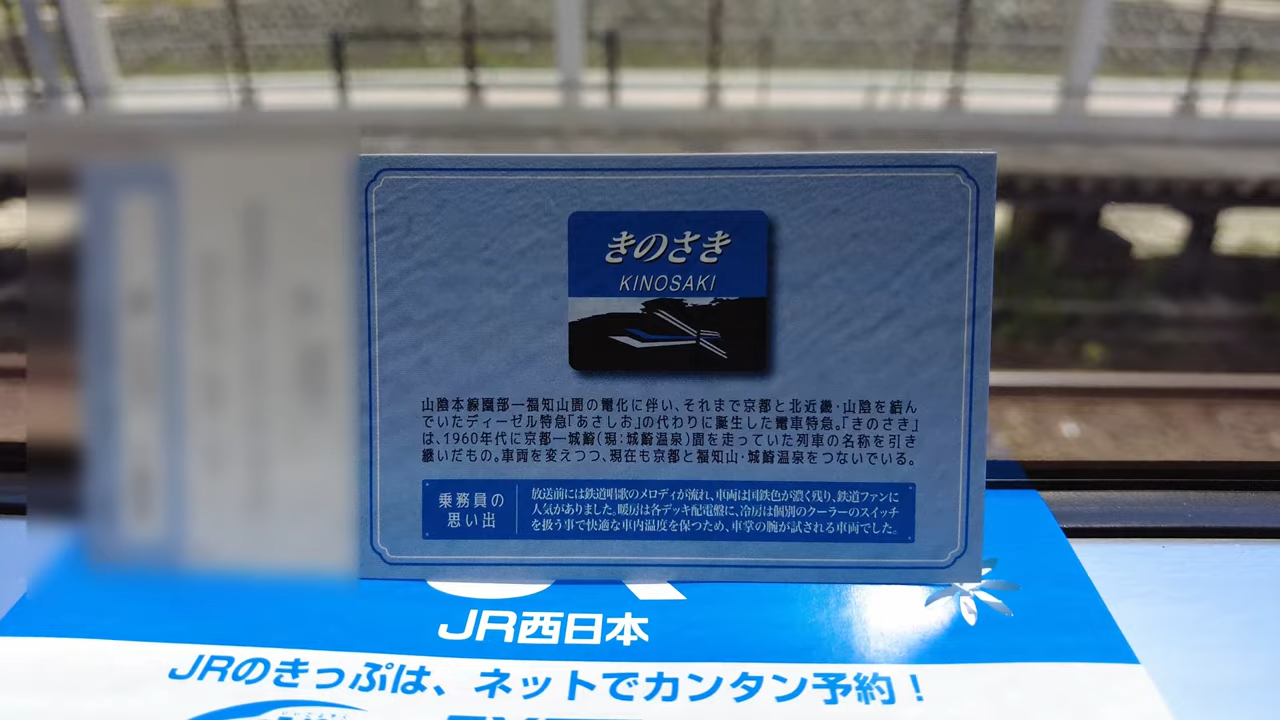 きのさき
KINOSAKI
山陰本線園部ー福知山間の電化に伴い、それまで京都と北近畿・山陰を結ん
でいたディーゼル特急「あさしお」の代わりに誕生した電車特急。「きのさき」
は、1960年代に京都ー城崎(現:城崎温泉)間を走っていた列車の名称を引き
継いだもの。車両を変えつつ、現在も京都と福知山・城崎温泉をつないでいる。
乗務員の
思い出
放送前には鉄道唱歌のメロディが流れ、車両は国鉄色が濃く残り、鉄道ファンに
人気がありました。暖房は各デッキ配電盤に、冷房は個別のクーラーのスイッチ
を扱う事で快適な車内温度を保つため、車掌の腕が試される車両でした。
JR西日本
JRのきっぷは、ネットでカンタン予約!